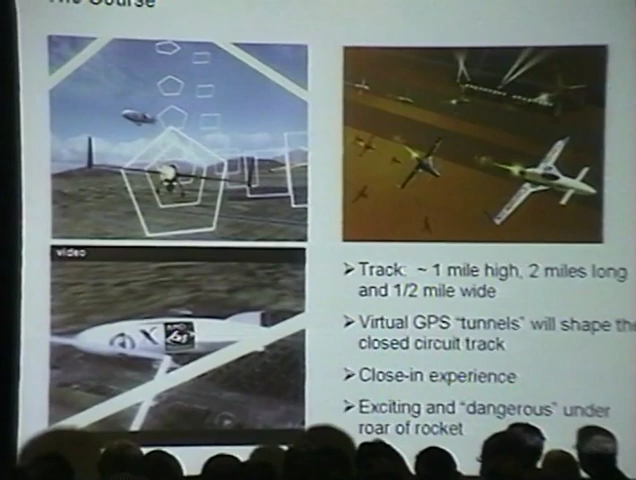 The Course
video
➢ Track: ~ 1 mile high, 2 miles long
and 1/2 mile wide
➢ Virtual GPS "tunnels" will shape the
closed circuit track
➢ Close-in experience
➢ Exciting and "dangerous" under
roar of rocket